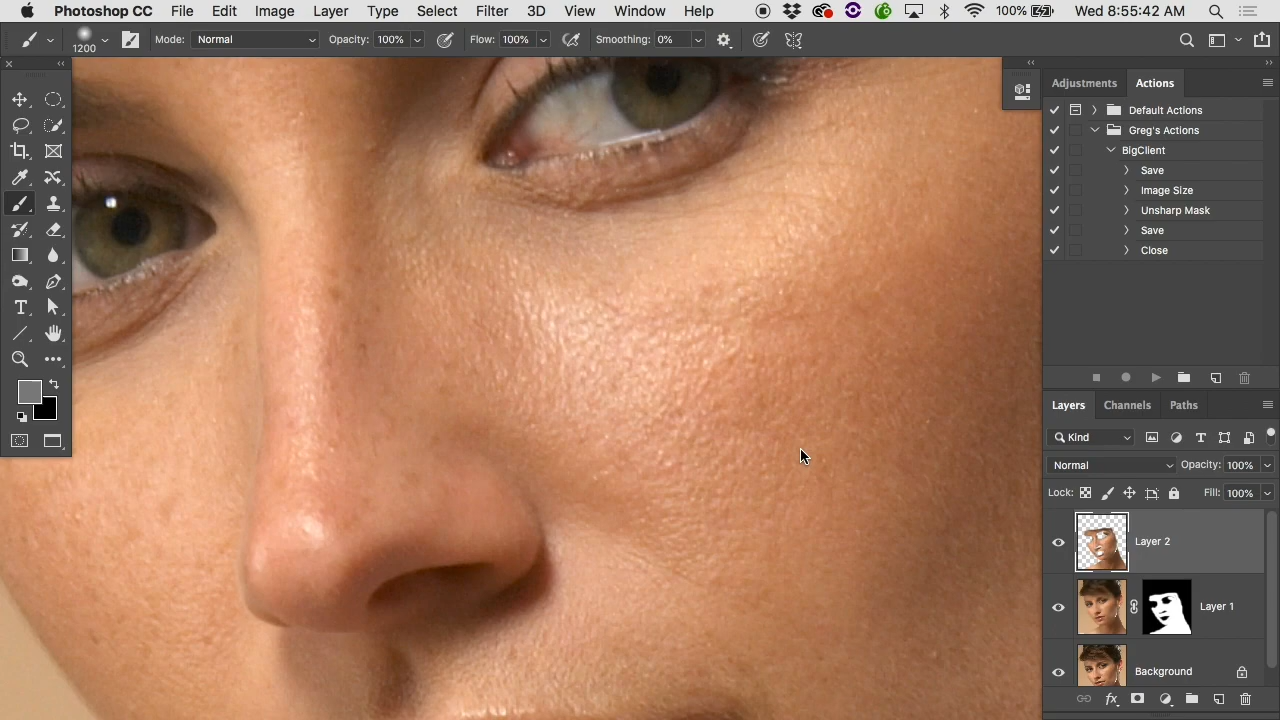 Photoshop CC File Edit Image Layer Type Select Filter 3D View Window Help 100% Wed 8:55:42 AM
1200 Mode: Normal Opacity: 100% Flow: 100% Smoothing: 0%
Adjustments Actions
Default Actions
Greg's Actions
BigClient
Save
Image Size
Unsharp Mask
Save
Close
Layers Channels Paths
Kind
Normal Opacity: 100%
Lock: Fill: 100%
Layer 2
Layer 1
Background
fx